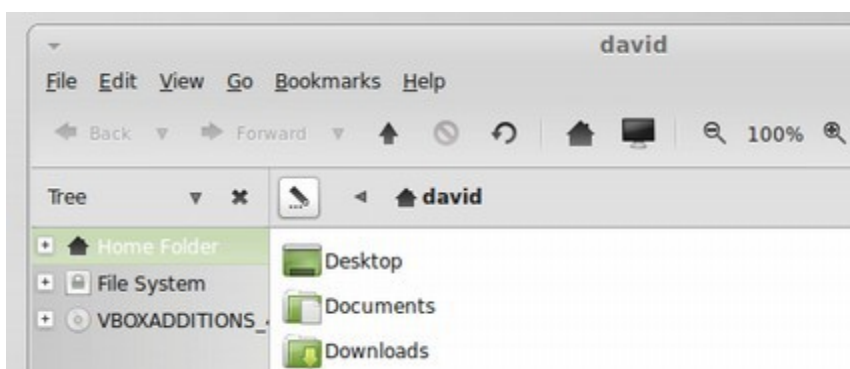 david
File Edit View Go Bookmarks Help
Back Forward 100%
Tree david
Home Folder
File System
VBOXADDITIONS_
Desktop
Documents
Downloads